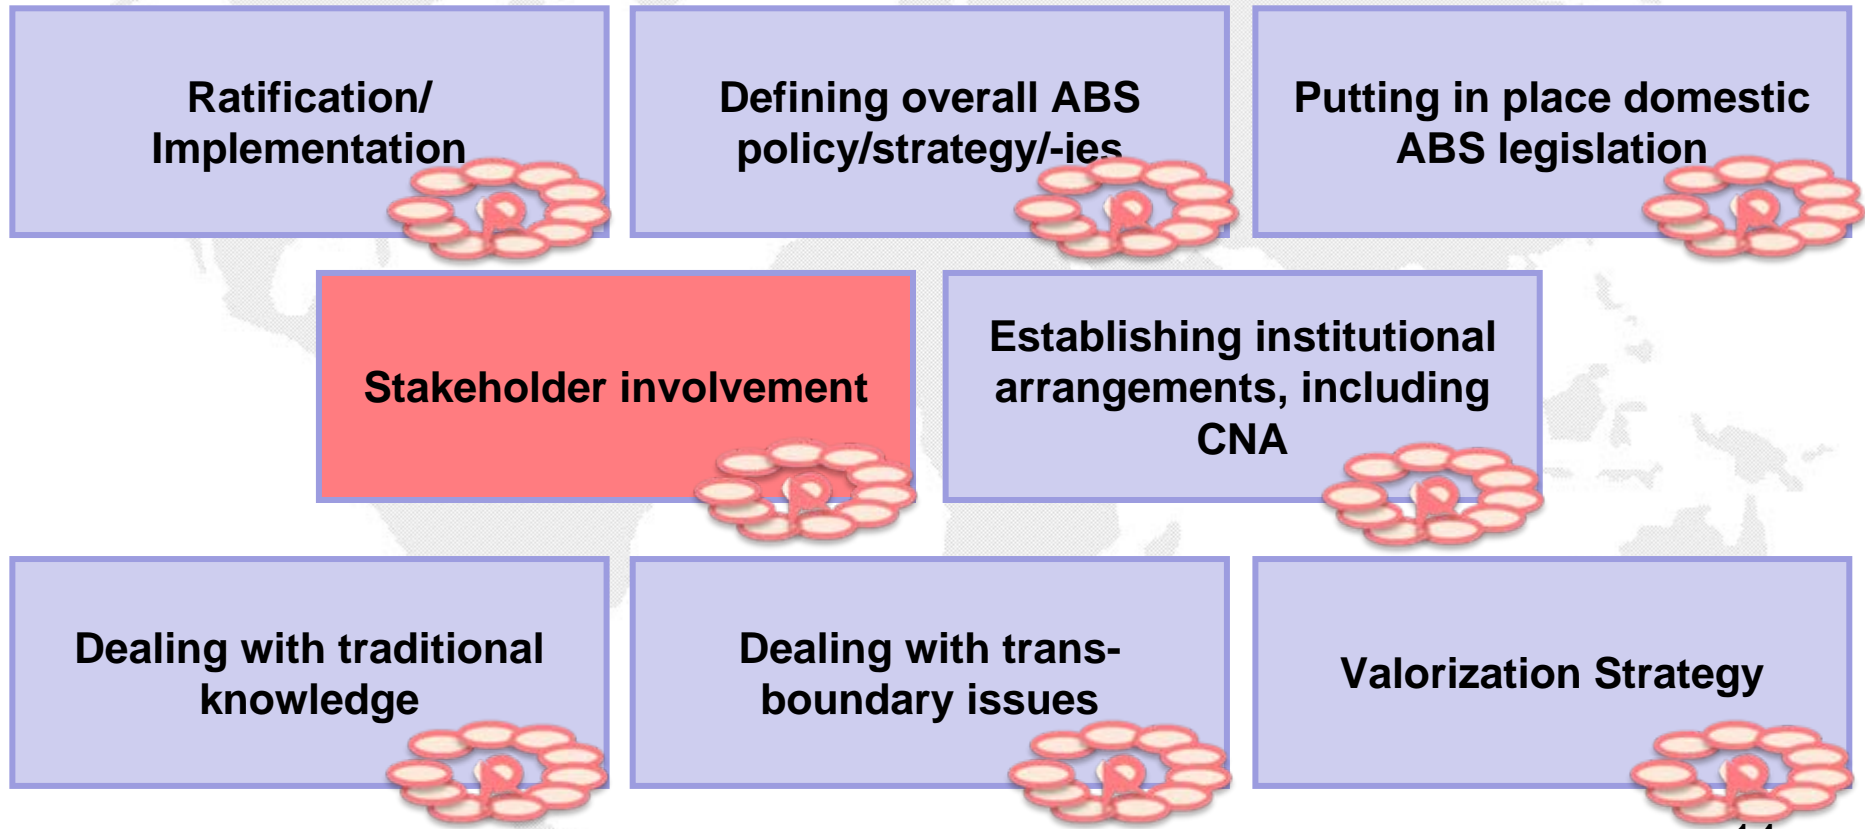 Ratification/
Implementation
Defining overall ABS
policy/strategy/-ies
Putting in place domestic
ABS legislation
Stakeholder involvement
Establishing institutional
arrangements, including
CNA
Dealing with traditional
knowledge
Dealing with trans-
boundary issues
Valorization Strategy